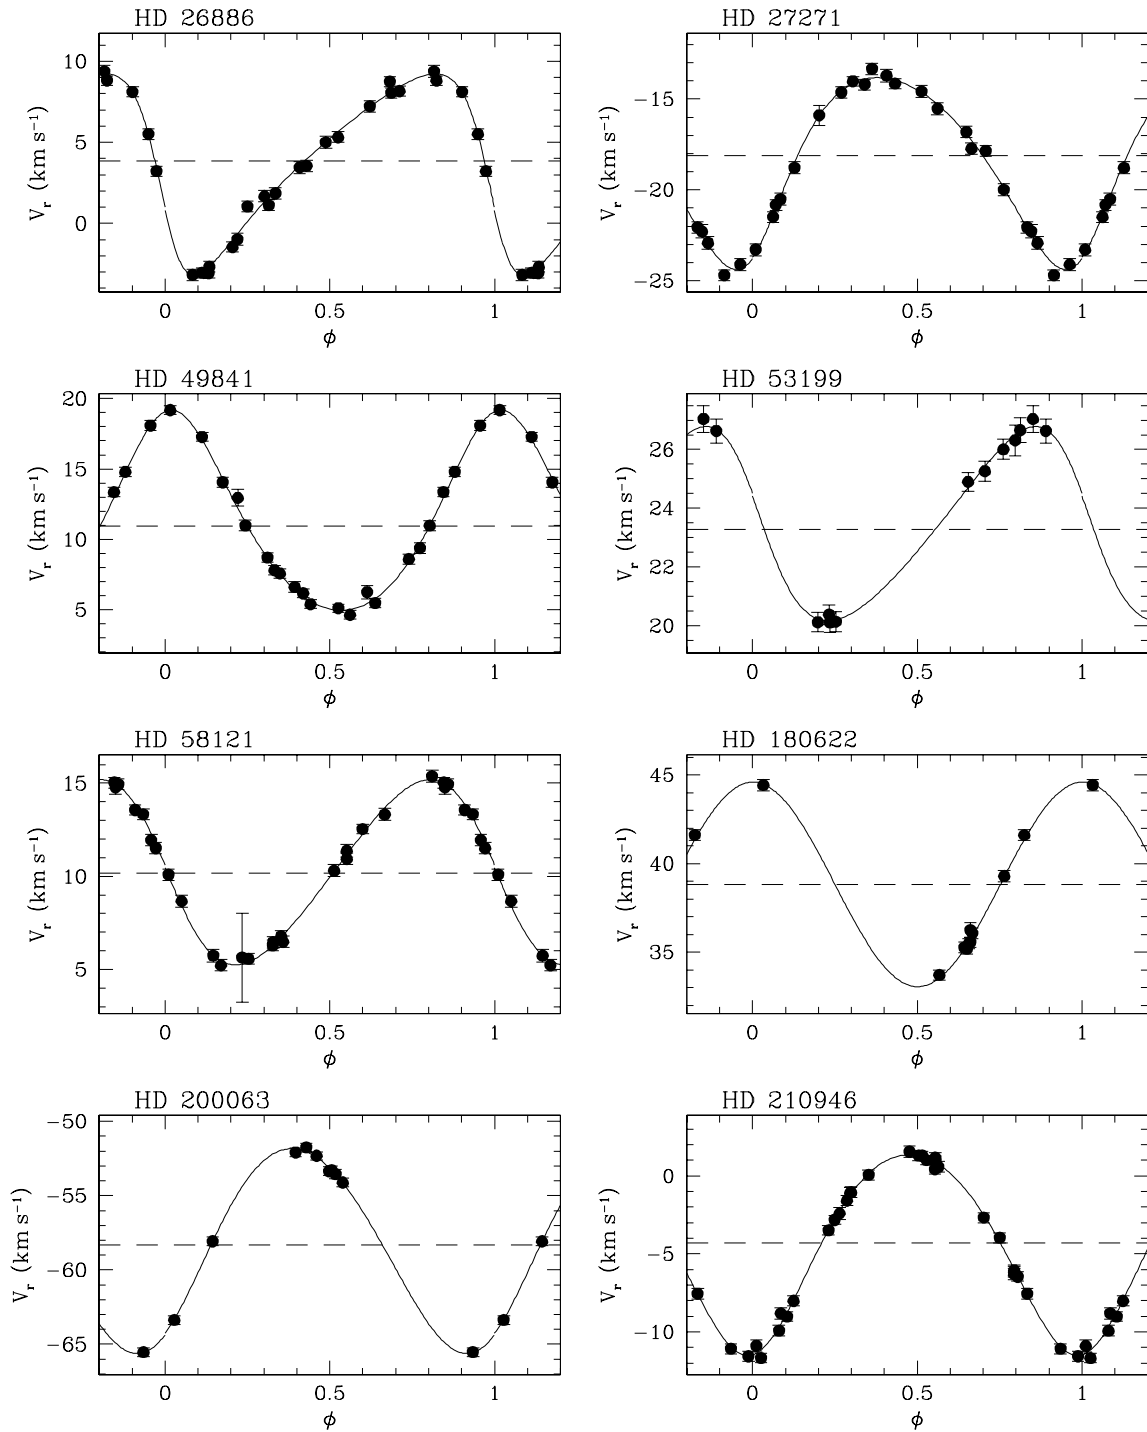 HD 26886
HD 27271
10
5
0
V_r (km s⁻¹)
0
0.5
1
ϕ
−15
−20
−25
V_r (km s⁻¹)
0
0.5
1
ϕ
HD 49841
HD 53199
20
15
10
5
V_r (km s⁻¹)
0
0.5
1
ϕ
26
24
22
20
V_r (km s⁻¹)
0
0.5
1
ϕ
HD 58121
HD 180622
15
10
5
V_r (km s⁻¹)
0
0.5
1
ϕ
45
40
35
V_r (km s⁻¹)
0
0.5
1
ϕ
HD 200063
HD 210946
−50
−55
−60
−65
V_r (km s⁻¹)
0
0.5
1
ϕ
0
−5
−10
V_r (km s⁻¹)
0
0.5
1
ϕ